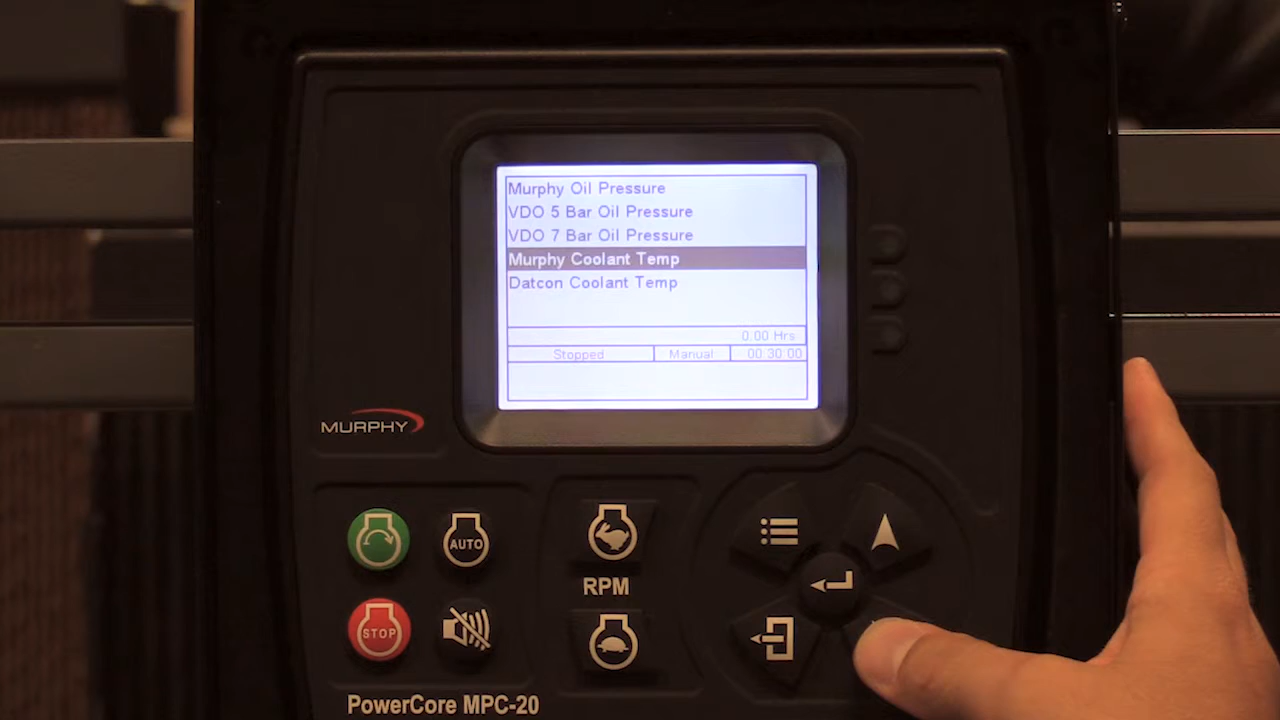 Murphy Oil Pressure
VDO 5 Bar Oil Pressure
VDO 7 Bar Oil Pressure
Murphy Coolant Temp
Datcon Coolant Temp
0.00 Hrs
Stopped Manual 00:30:00
MURPHY
AUTO
RPM
STOP
PowerCore MPC-20